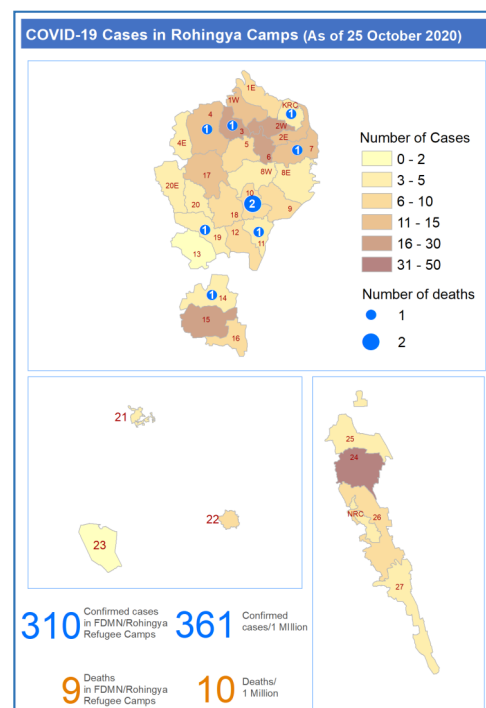 COVID-19 Cases in Rohingya Camps (As of 25 October 2020)
1E
1W
KRC
4
1
1
3
1
2W
2E
4E
5
6
1
7
8W
8E
17
20E
20
10
2
9
18
1
19
12
1
11
13
1
14
15
16
Number of Cases
0 - 2
3 - 5
6 - 10
11 - 15
16 - 30
31 - 50
Number of deaths
1
2
21
22
23
25
24
NRC
26
27
310
Confirmed cases
in FDMN/Rohingya
Refugee Camps
361
Confirmed
cases/1 MIllion
9
Deaths
in FDMN/Rohingya
Refugee Camps
10
Deaths/
1 Million